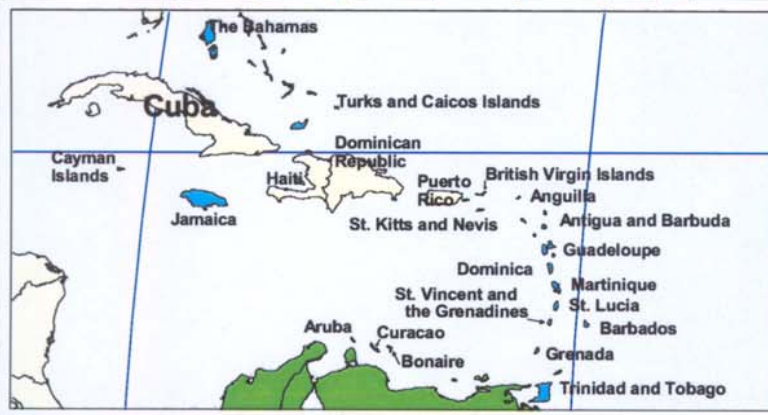 The Bahamas
Cuba
Turks and Caicos Islands
Cayman
Islands
Dominican
Republic
Haiti
Jamaica
Puerto
Rico
British Virgin Islands
Anguilla
St. Kitts and Nevis
Antigua and Barbuda
Guadeloupe
Dominica
Martinique
St. Vincent and
the Grenadines
St. Lucia
Barbados
Aruba
Curacao
Bonaire
Grenada
Trinidad and Tobago